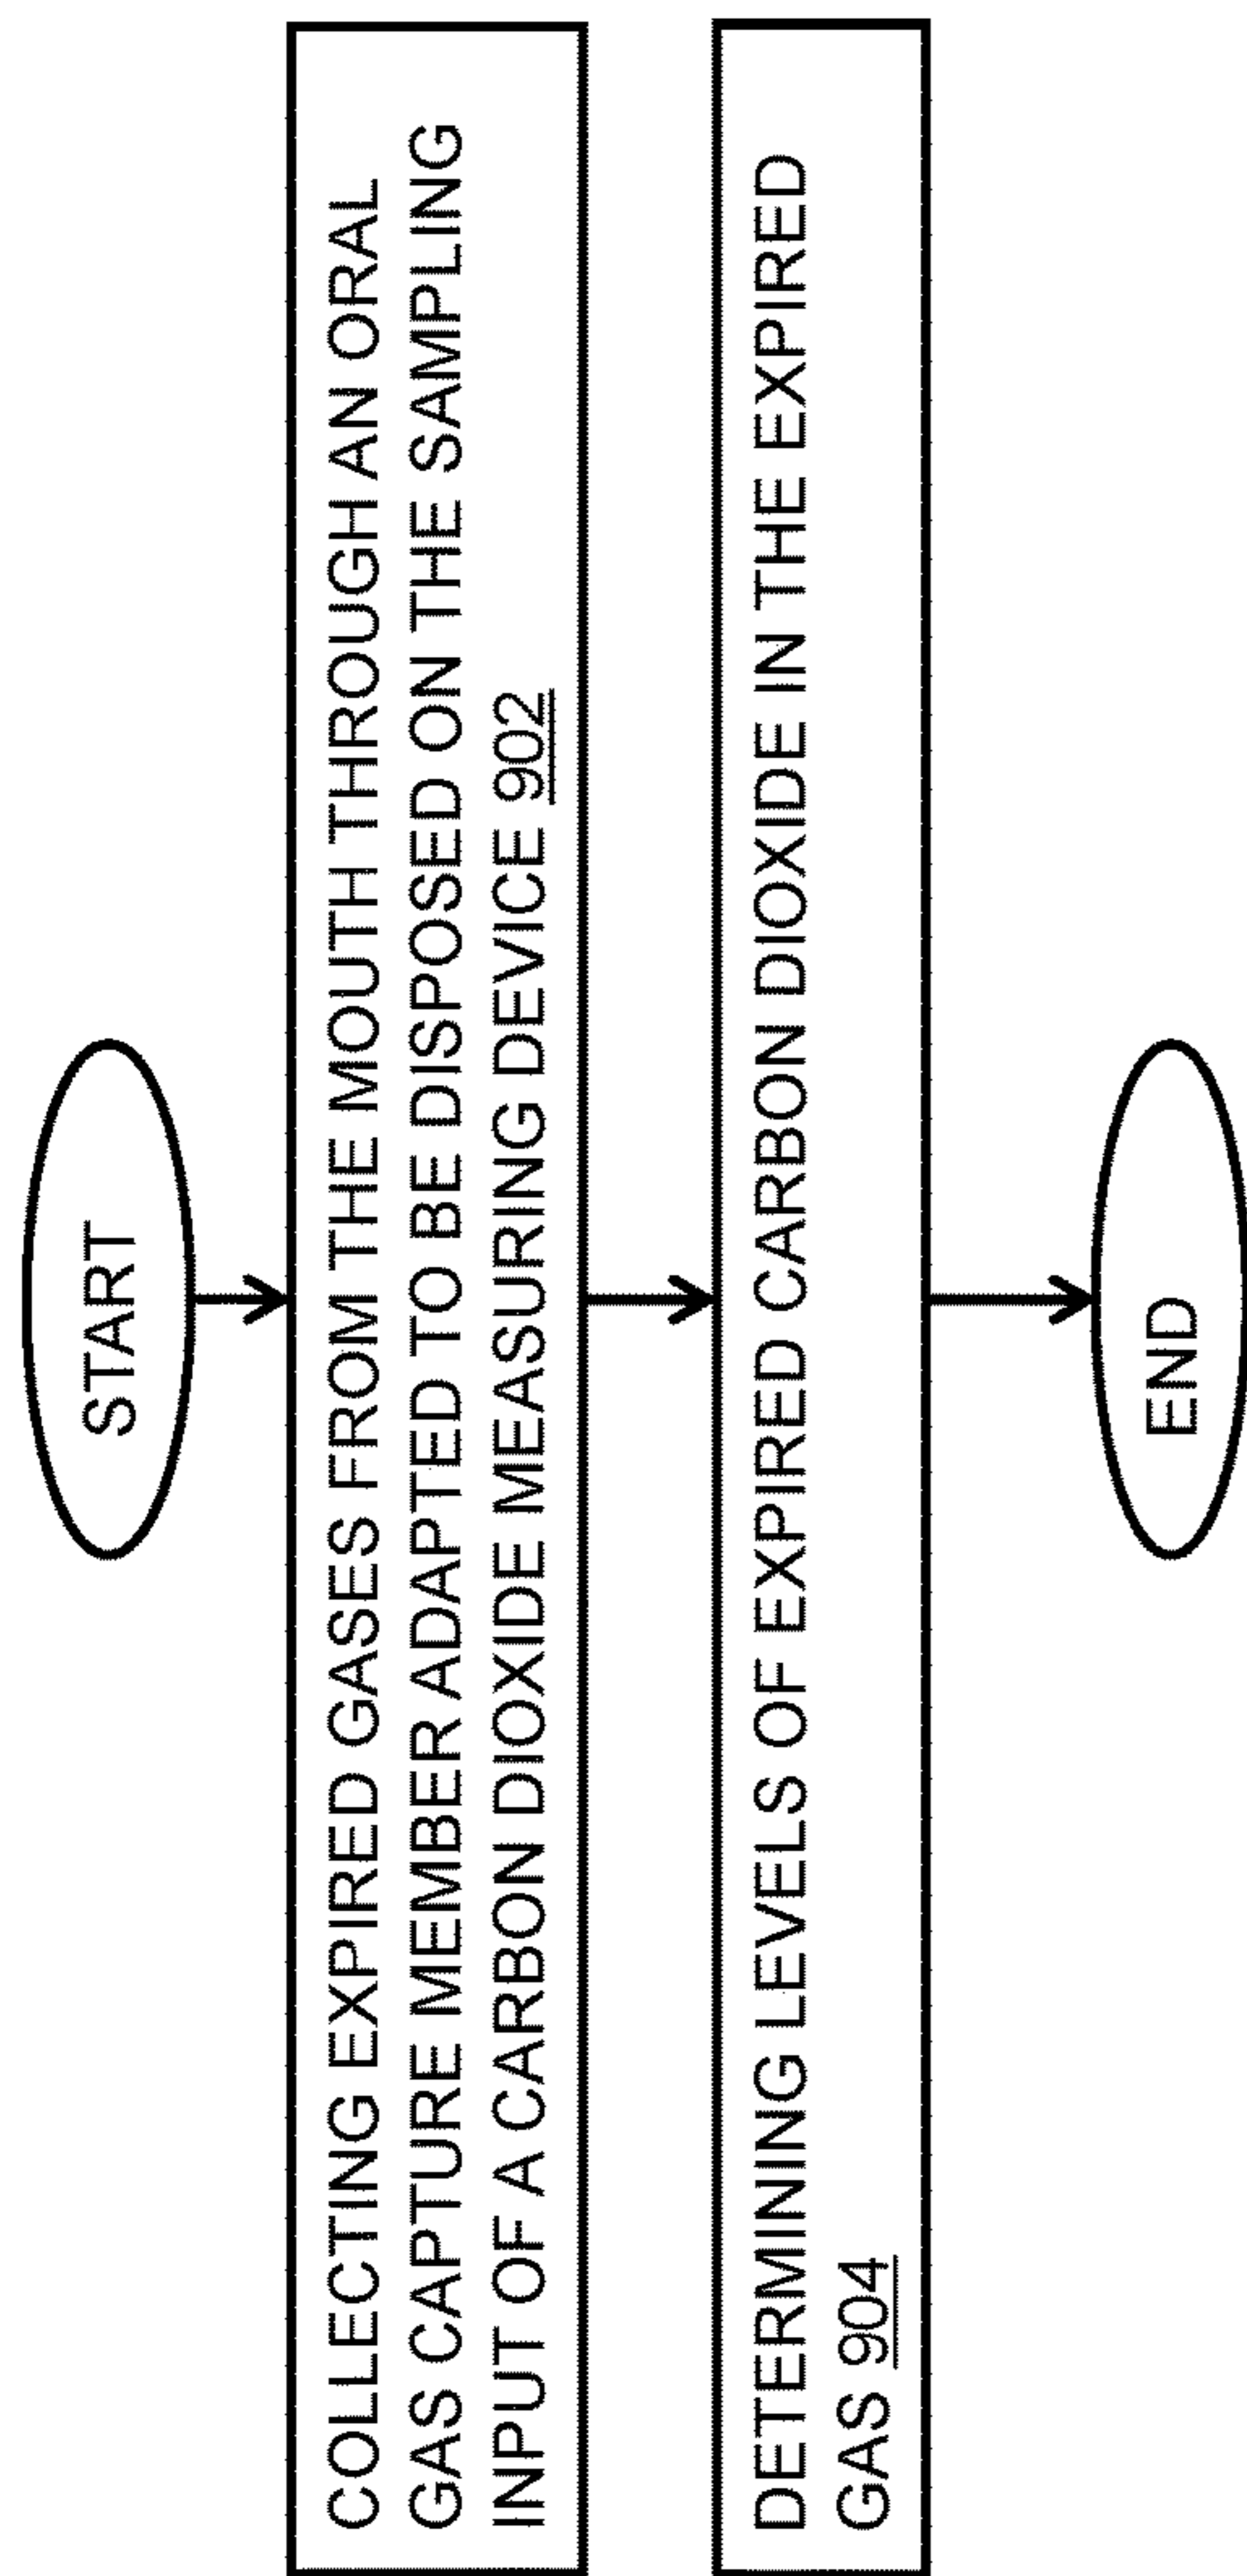 START
COLLECTING EXPIRED GASES FROM THE MOUTH THROUGH AN ORAL
GAS CAPTURE MEMBER ADAPTED TO BE DISPOSED ON THE SAMPLING
INPUT OF A CARBON DIOXIDE MEASURING DEVICE 902
DETERMINING LEVELS OF EXPIRED CARBON DIOXIDE IN THE EXPIRED
GAS 904
END